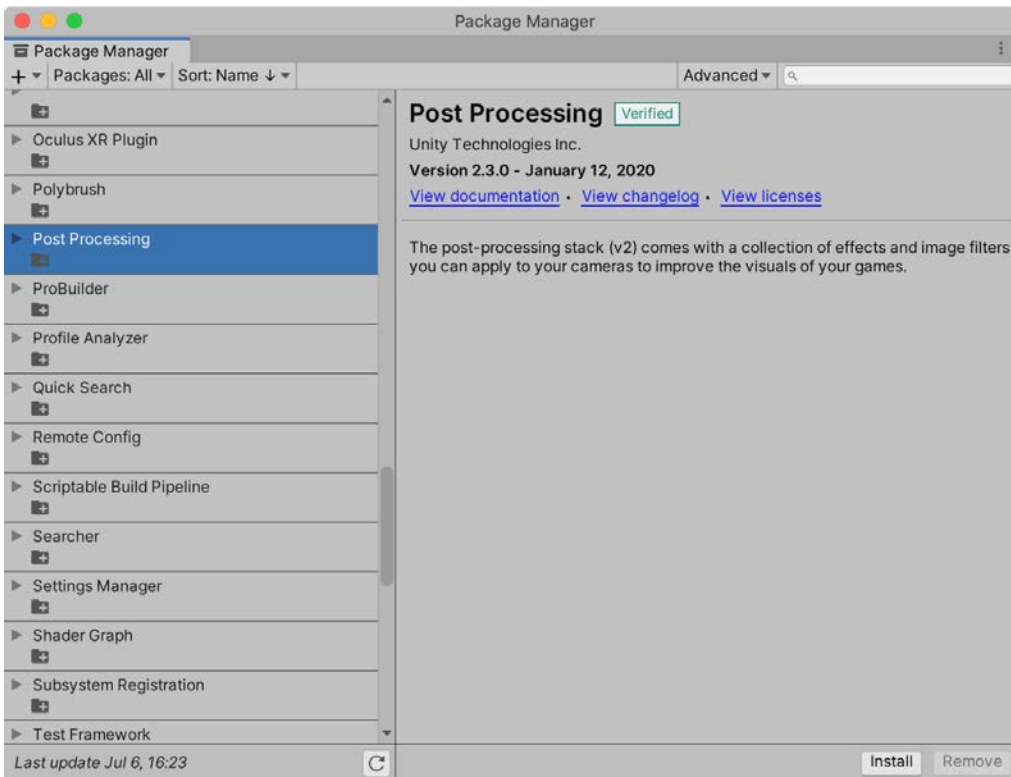 Package Manager
Package Manager
+ Packages: All Sort: Name ↓ Advanced
Oculus XR Plugin
Polybrush
Post Processing
ProBuilder
Profile Analyzer
Quick Search
Remote Config
Scriptable Build Pipeline
Searcher
Settings Manager
Shader Graph
Subsystem Registration
Test Framework
Last update Jul 6, 16:23
Post Processing Verified
Unity Technologies Inc.
Version 2.3.0 - January 12, 2020
View documentation • View changelog • View licenses
The post-processing stack (v2) comes with a collection of effects and image filters
you can apply to your cameras to improve the visuals of your games.
Install Remove